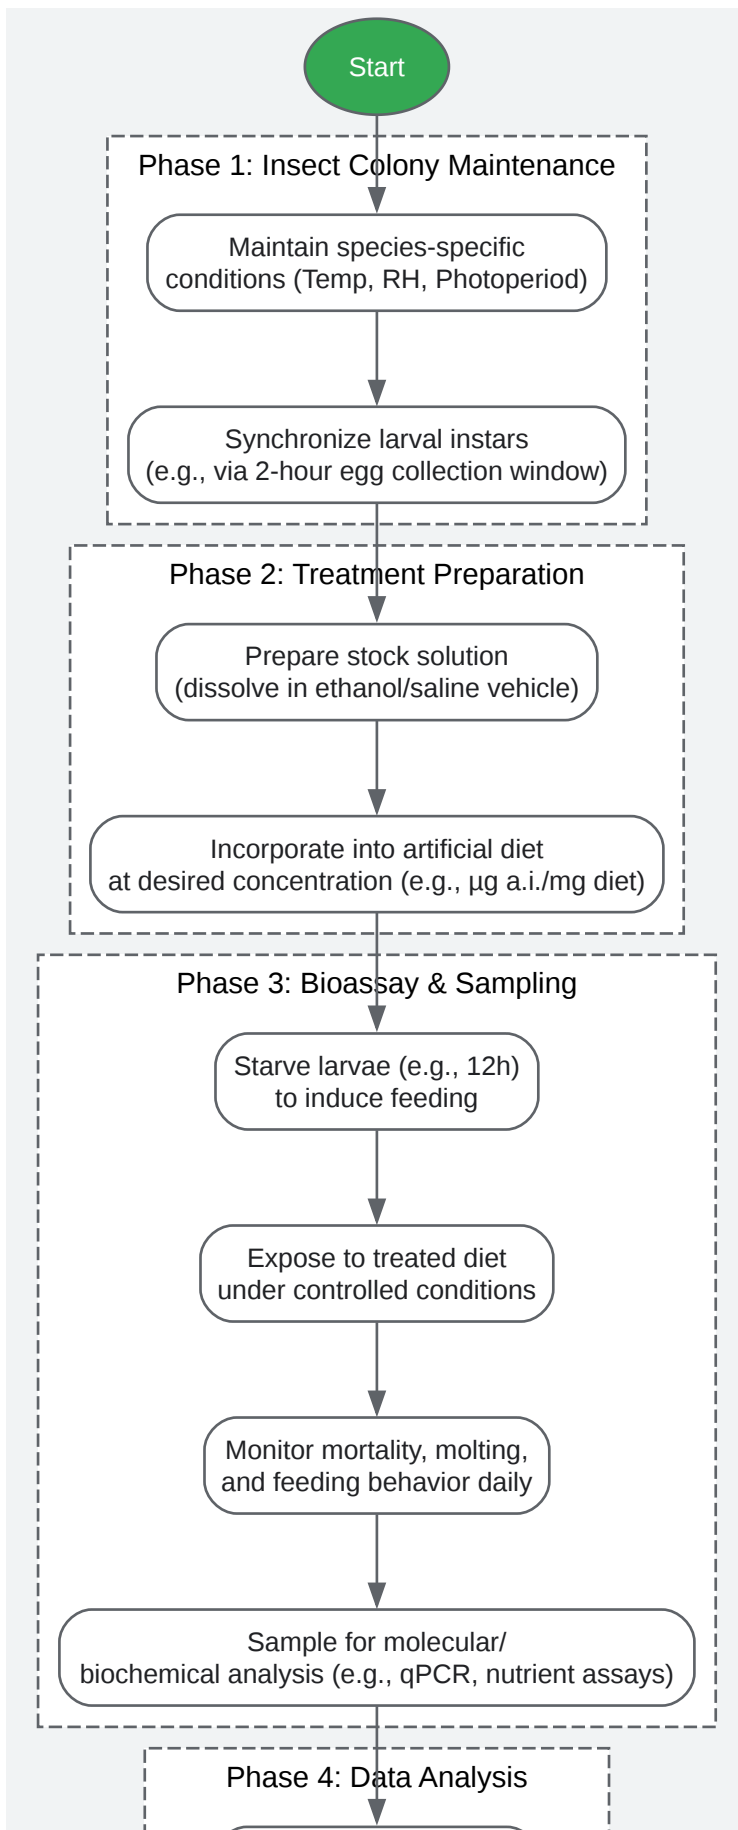 Start
Phase 1: Insect Colony Maintenance
Maintain species-specific
conditions (Temp, RH, Photoperiod)
Synchronize larval instars
(e.g., via 2-hour egg collection window)
Phase 2: Treatment Preparation
Prepare stock solution
(dissolve in ethanol/saline vehicle)
Incorporate into artificial diet
at desired concentration (e.g., µg a.i./mg diet)
Phase 3: Bioassay & Sampling
Starve larvae (e.g., 12h)
to induce feeding
Expose to treated diet
under controlled conditions
Monitor mortality, molting,
and feeding behavior daily
Sample for molecular/
biochemical analysis (e.g., qPCR, nutrient assays)
Phase 4: Data Analysis